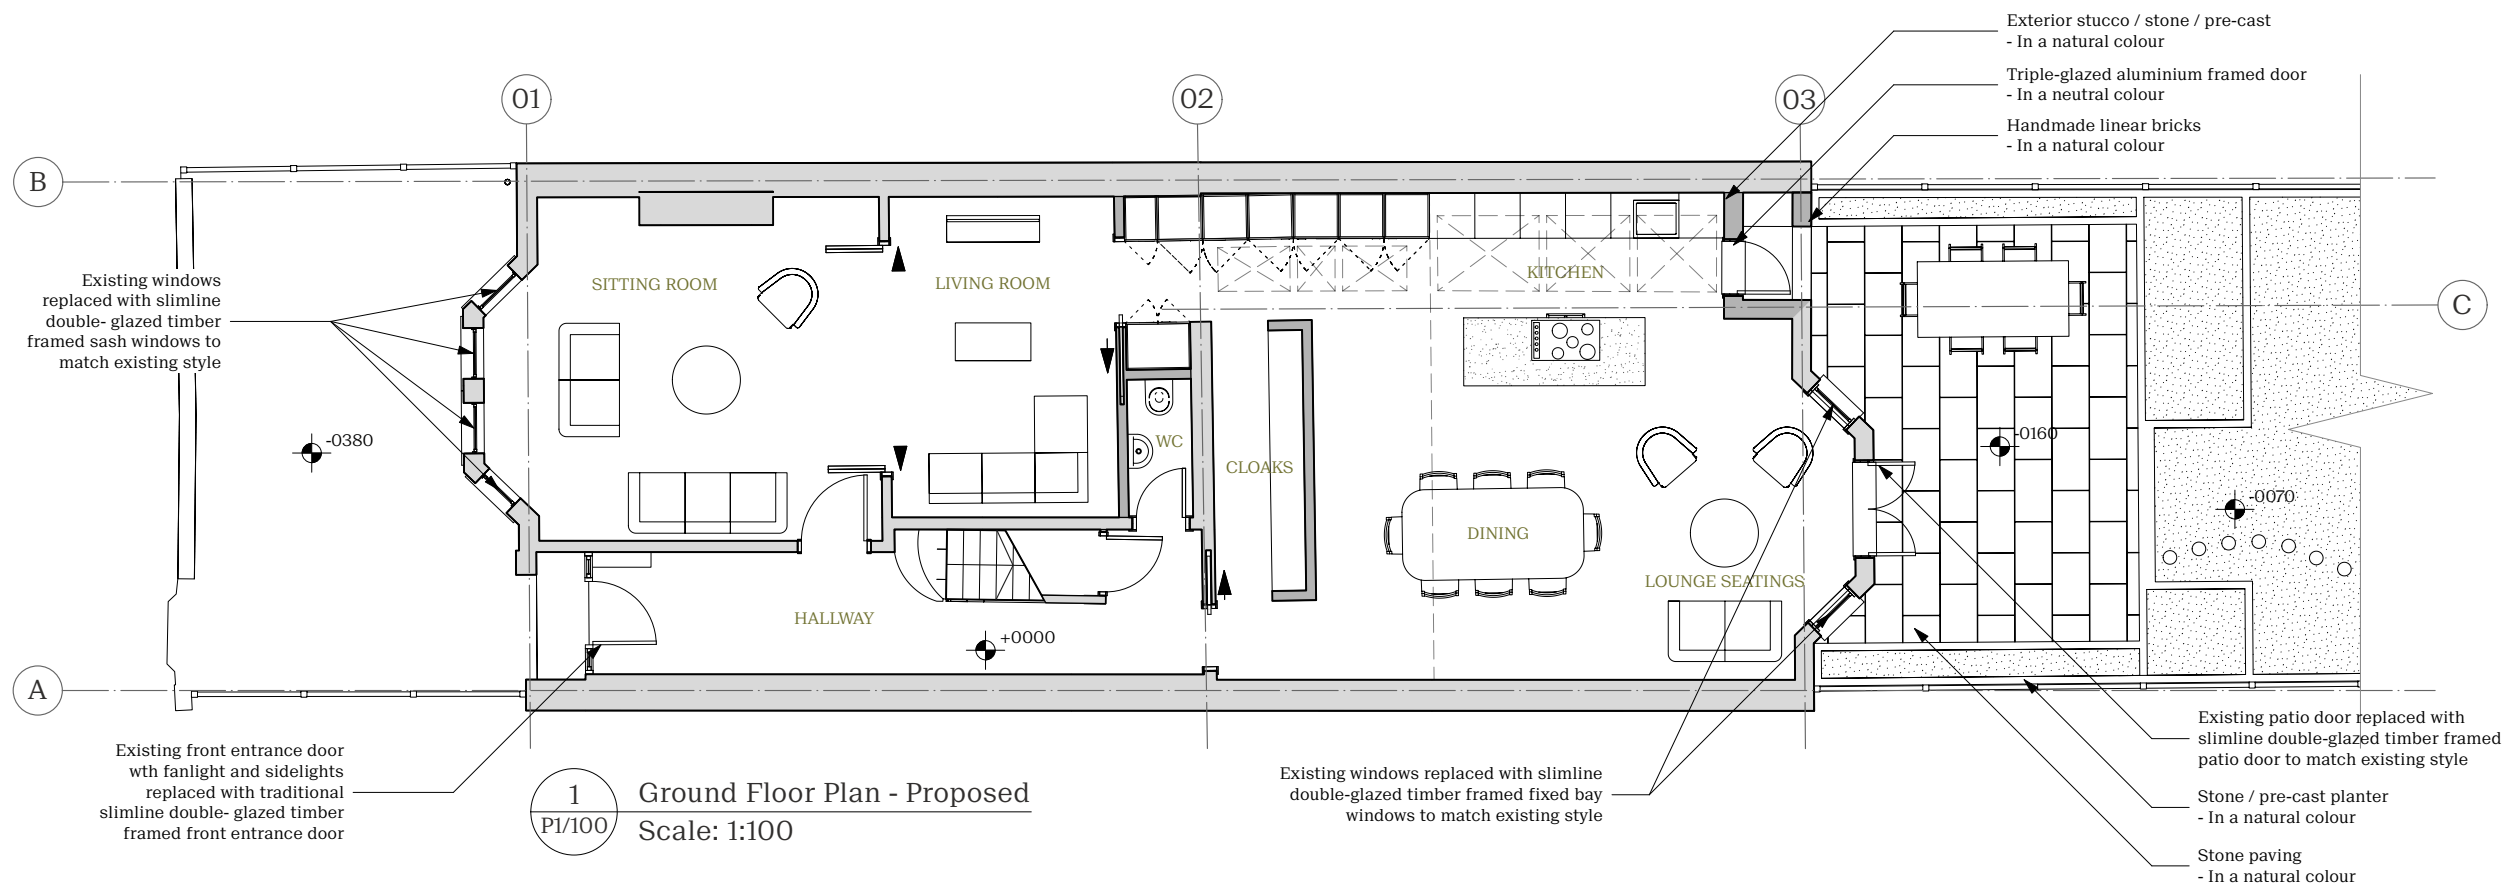 Exterior stucco / stone / pre-cast
- In a natural colour
Triple-glazed aluminium framed door
- In a neutral colour
Handmade linear bricks
- In a natural colour
01
02
03
B
C
A
Existing windows
replaced with slimline
double- glazed timber
framed sash windows to
match existing style
SITTING ROOM
LIVING ROOM
KITCHEN
WC
CLOAKS
DINING
LOUNGE SEATINGS
HALLWAY
-0380
+0000
-0160
-0070
Existing front entrance door
wth fanlight and sidelights
replaced with traditional
slimline double- glazed timber
framed front entrance door
1
P1/100
Ground Floor Plan - Proposed
Scale: 1:100
Existing windows replaced with slimline
double-glazed timber framed fixed bay
windows to match existing style
Existing patio door replaced with
slimline double-glazed timber framed
patio door to match existing style
Stone / pre-cast planter
- In a natural colour
Stone paving
- In a natural colour